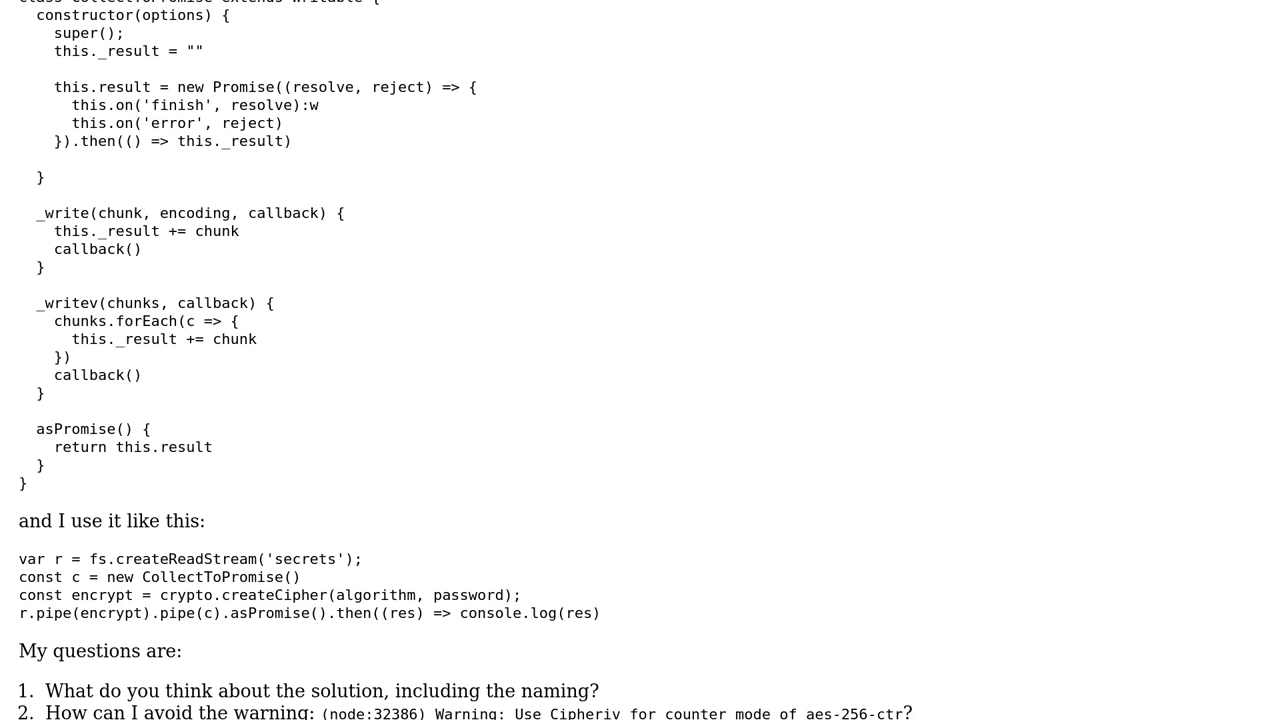 class CollectToPromise extends Writable {
  constructor(options) {
    super();
    this._result = ""

    this.result = new Promise((resolve, reject) => {
      this.on('finish', resolve):w
      this.on('error', reject)
    }).then(() => this._result)

  }

  _write(chunk, encoding, callback) {
    this._result += chunk
    callback()
  }

  _writev(chunks, callback) {
    chunks.forEach(c => {
      this._result += chunk
    })
    callback()
  }

  asPromise() {
    return this.result
  }
}
and I use it like this:
var r = fs.createReadStream('secrets');
const c = new CollectToPromise()
const encrypt = crypto.createCipher(algorithm, password);
r.pipe(encrypt).pipe(c).asPromise().then((res) => console.log(res)
My questions are:
1. What do you think about the solution, including the naming?
2. How can I avoid the warning: (node:32386) Warning: Use Cipheriv for counter mode of aes-256-ctr?